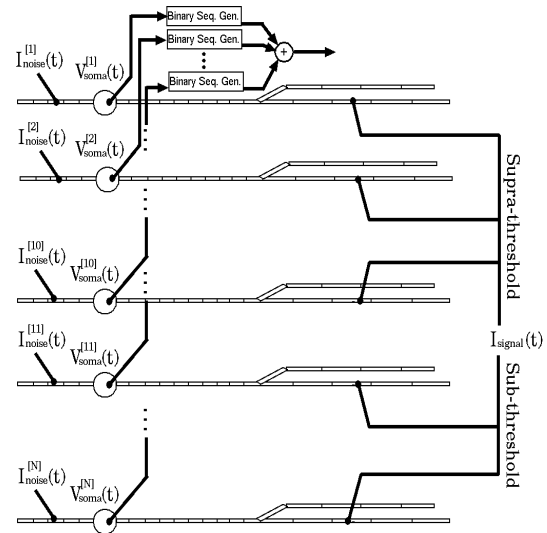 Binary Seq. Gen.
Binary Seq. Gen.
Binary Seq. Gen.
+
I[1]noise(t)
V[1]soma(t)
I[2]noise(t)
V[2]soma(t)
I[10]noise(t)
V[10]soma(t)
I[11]noise(t)
V[11]soma(t)
I[N]noise(t)
V[N]soma(t)
Supra-threshold
Isignal(t)
Sub-threshold